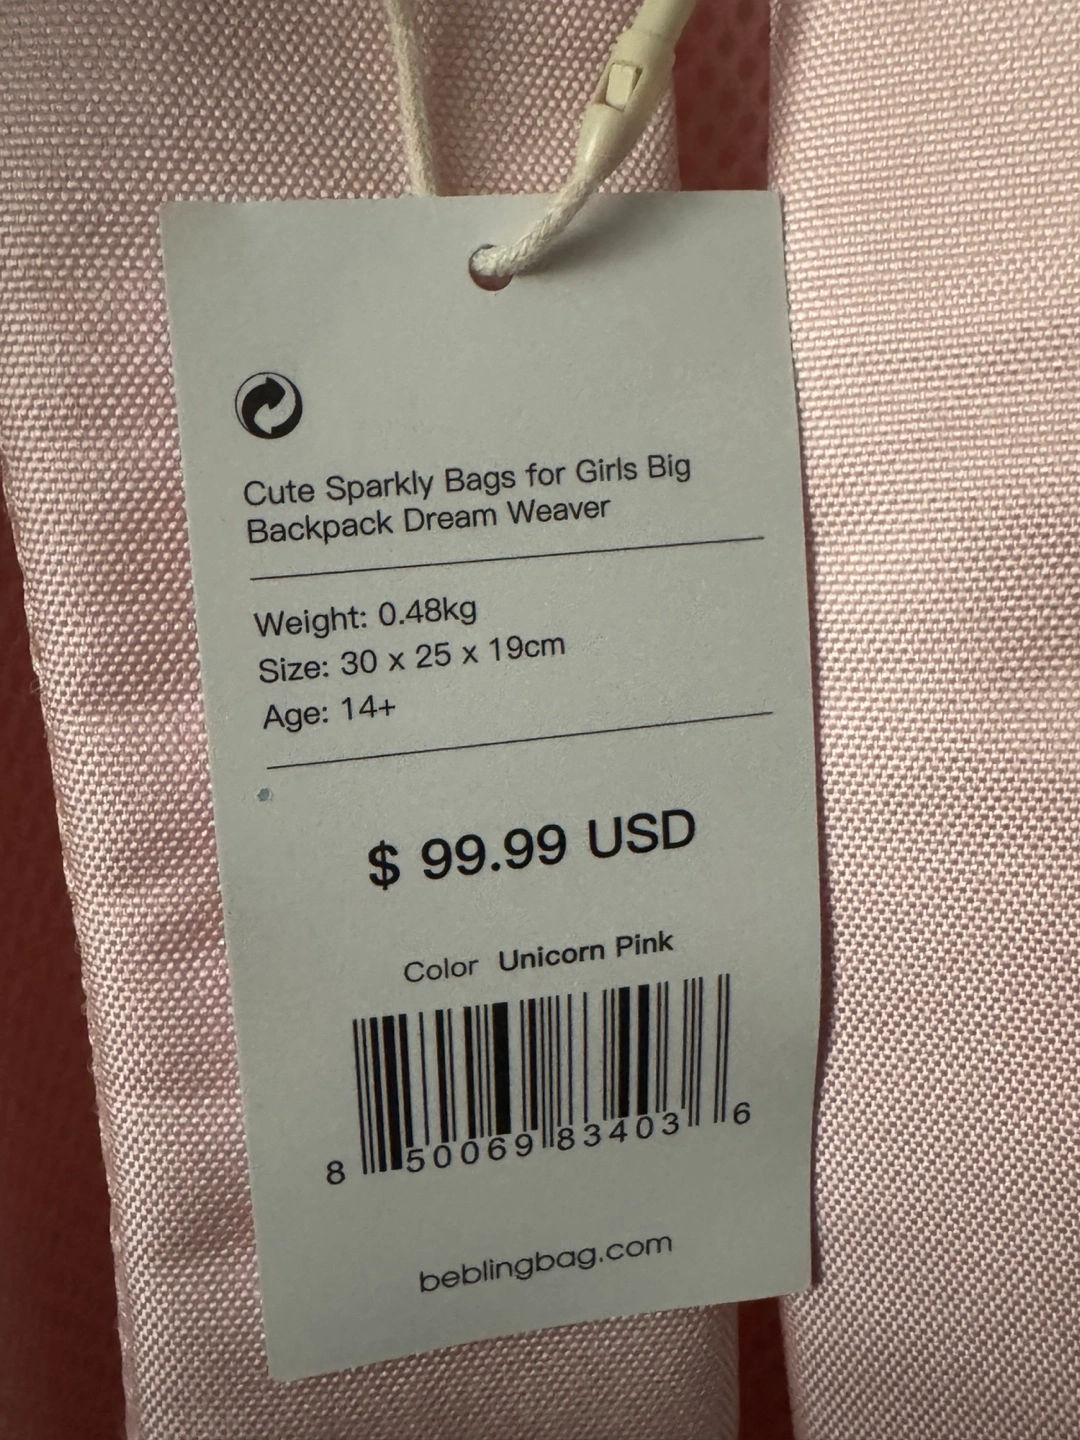 Cute Sparkly Bags for Girls Big
Backpack Dream Weaver
Weight: 0.48kg
Size: 30 x 25 x 19cm
Age: 14+
$ 99.99 USD
Color Unicorn Pink
8 50069 83403 6
beblingbag.com